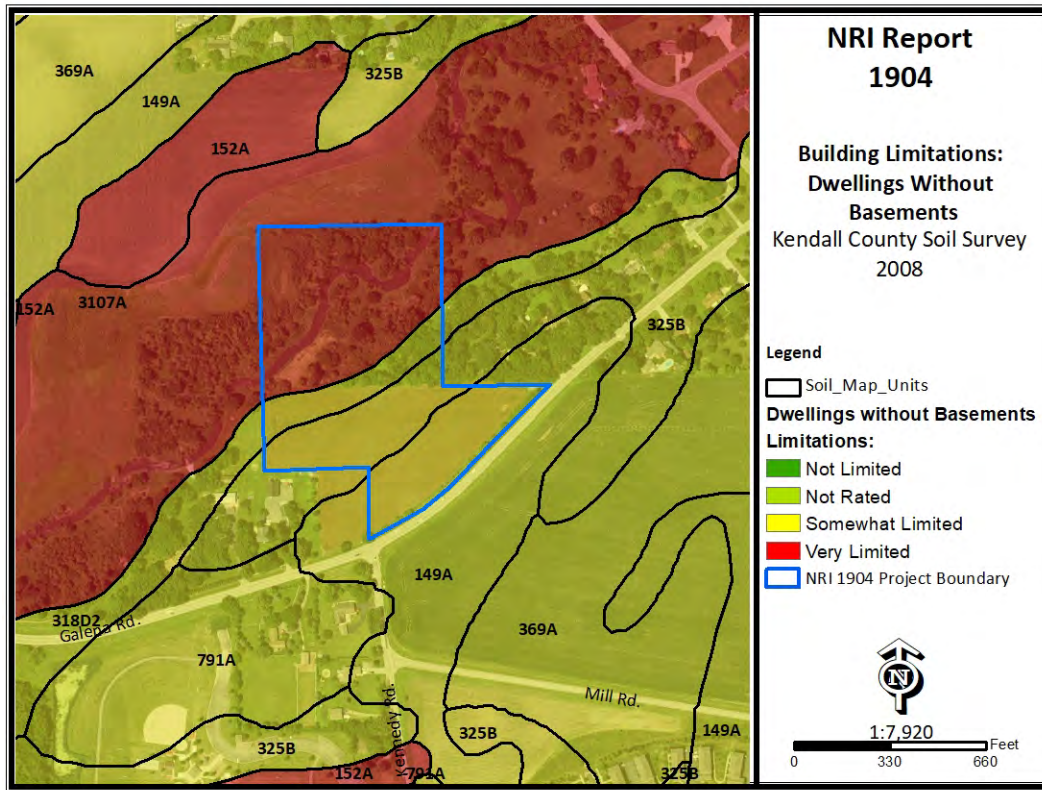 369A
325B
149A
152A
3107A
152A
325B
149A
369A
318D2
Galena Rd.
791A
Kennedy Rd.
Mill Rd.
325B
325B
149A
152A
791A
325B
NRI Report
1904
Building Limitations:
Dwellings Without
Basements
Kendall County Soil Survey
2008
Legend
Soil_Map_Units
Dwellings without Basements
Limitations:
Not Limited
Not Rated
Somewhat Limited
Very Limited
NRI 1904 Project Boundary
N
1:7,920
Feet
0 330 660